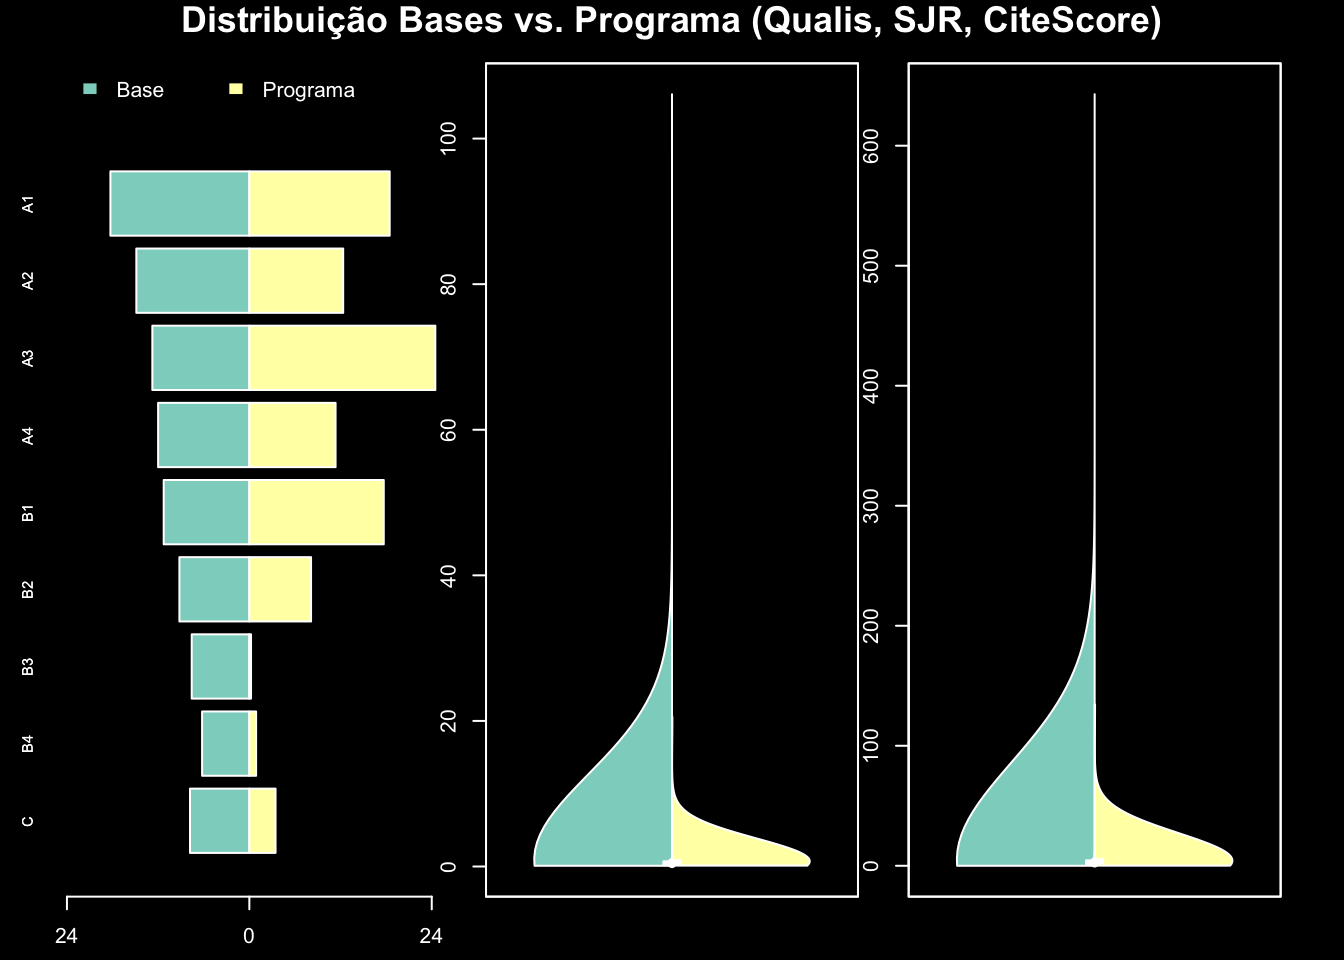 Distribuição Bases vs. Programa (Qualis, SJR, CiteScore)
Base
Programa
A1
A2
A3
A4
B1
B2
B3
B4
C
24
0
24
100
80
60
40
20
0
600
500
400
300
200
100
0